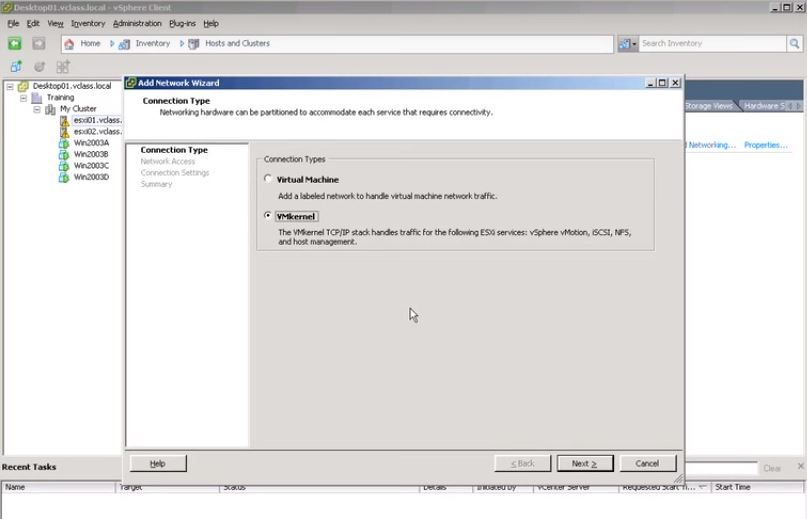 Desktop01.vclass.local - vSphere Client
File Edit View Inventory Administration Plug-ins Help
Home Inventory Hosts and Clusters Search Inventory
Desktop01.vclass.local
Training
My Cluster
esxi01.vclass.
esxi02.vclass.
Win2003A
Win2003B
Win2003C
Win2003D
Add Network Wizard
Connection Type
Networking hardware can be partitioned to accommodate each service that requires connectivity.
Connection Type
Network Access
Connection Settings
Summary
Connection Types
Virtual Machine
Add a labeled network to handle virtual machine network traffic.
VMkernel
The VMkernel TCP/IP stack handles traffic for the following ESXi services: vSphere vMotion, iSCSI, NFS,
and host management.
Storage Views Hardware S
Networking... Properties...
Help < Back Next > Cancel
Recent Tasks Clear
Name Target Status Details Initiated by vCenter Server Requested Start Ti... Start Time